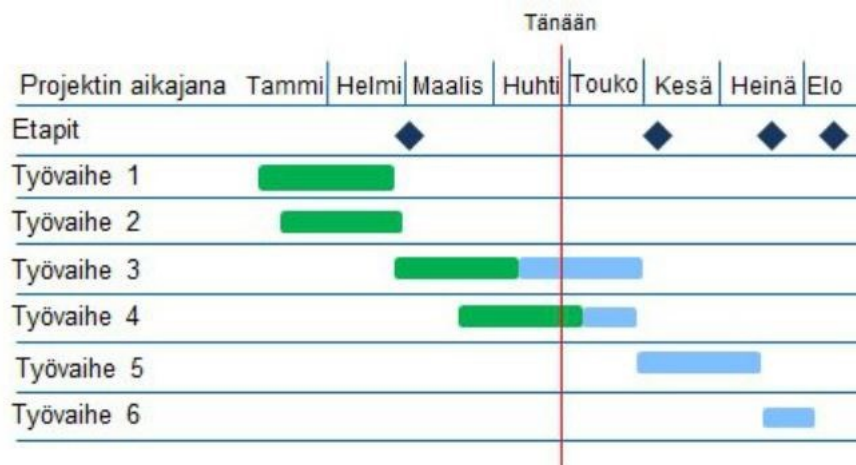 Tänään
Projektin aikajana Tammi Helmi Maalis Huhti Touko Kesä Heinä Elo
Etapit
Työvaihe 1
Työvaihe 2
Työvaihe 3
Työvaihe 4
Työvaihe 5
Työvaihe 6